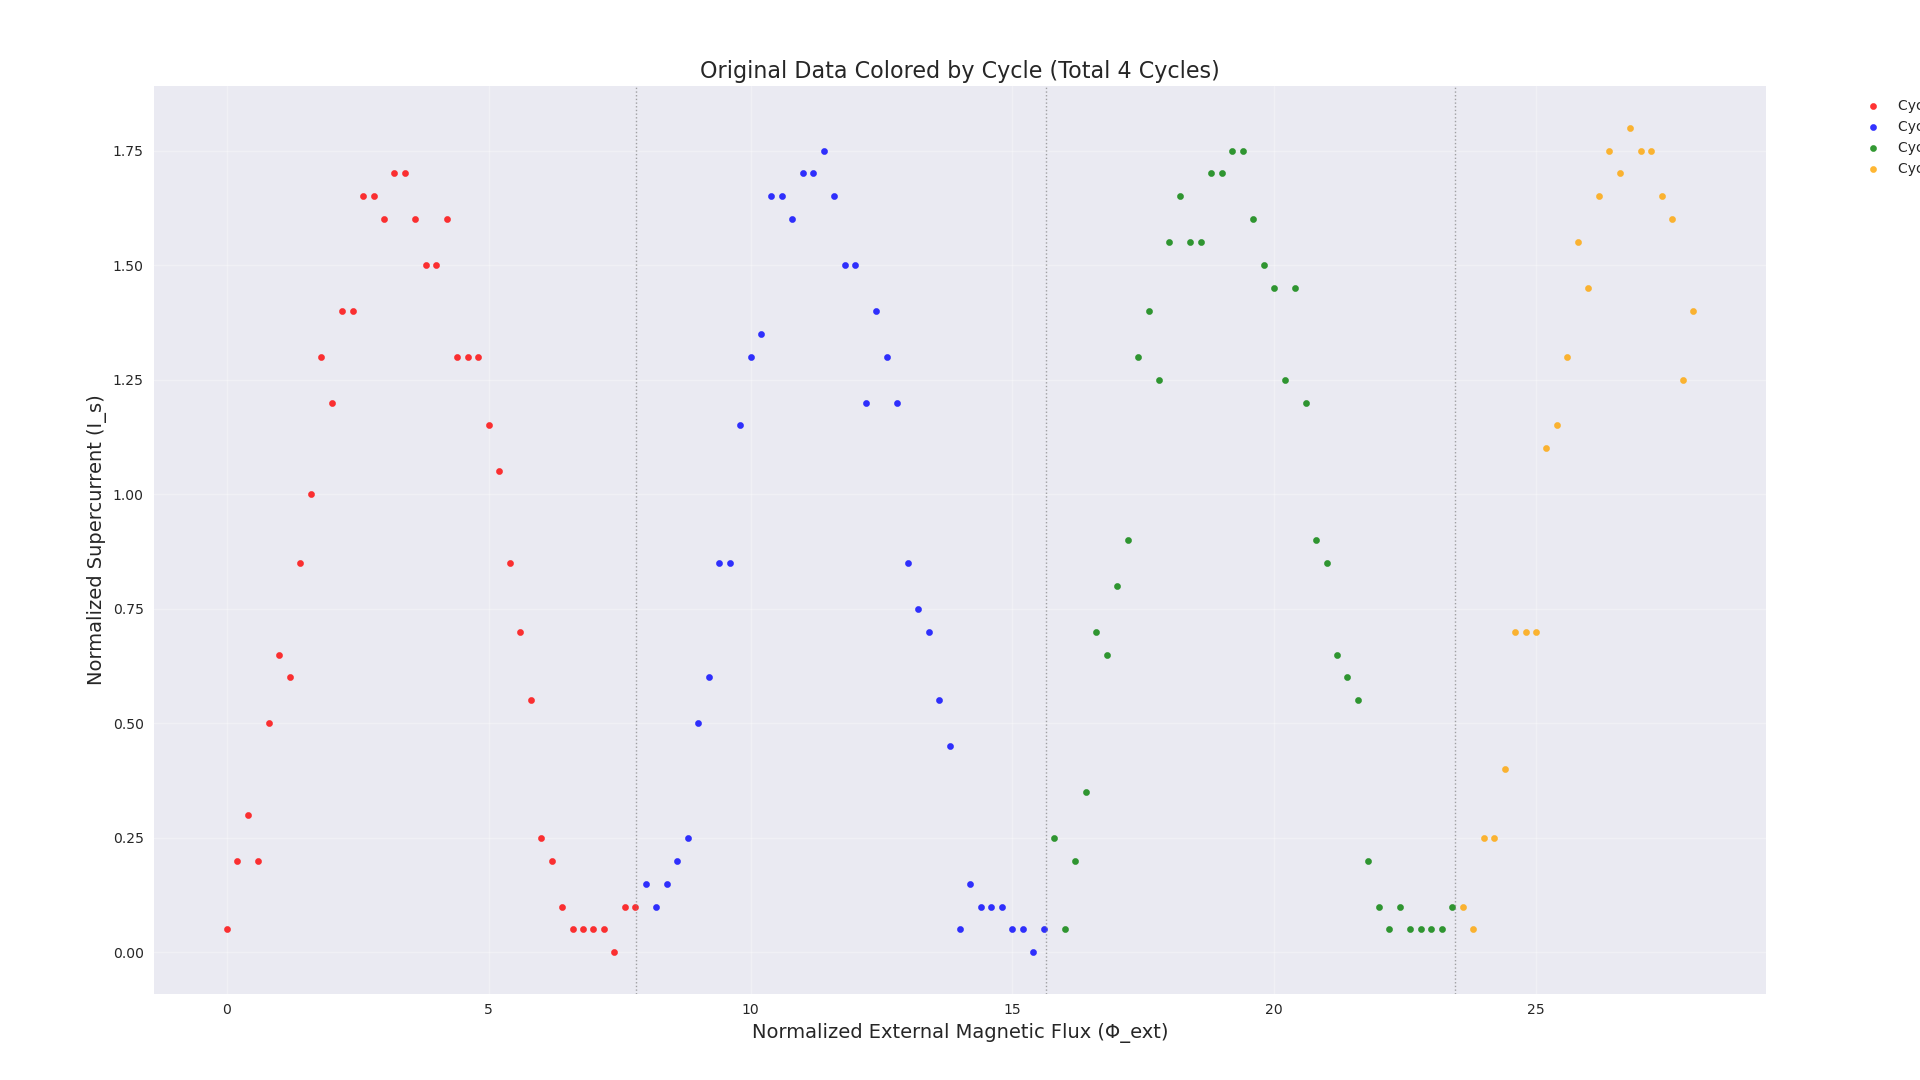 Original Data Colored by Cycle (Total 4 Cycles)
Cyc
Cyc
Cyc
Cyc
1.75
1.50
1.25
1.00
0.75
0.50
0.25
0.00
Normalized Supercurrent (I_s)
0 5 10 15 20 25
Normalized External Magnetic Flux (Φ_ext)